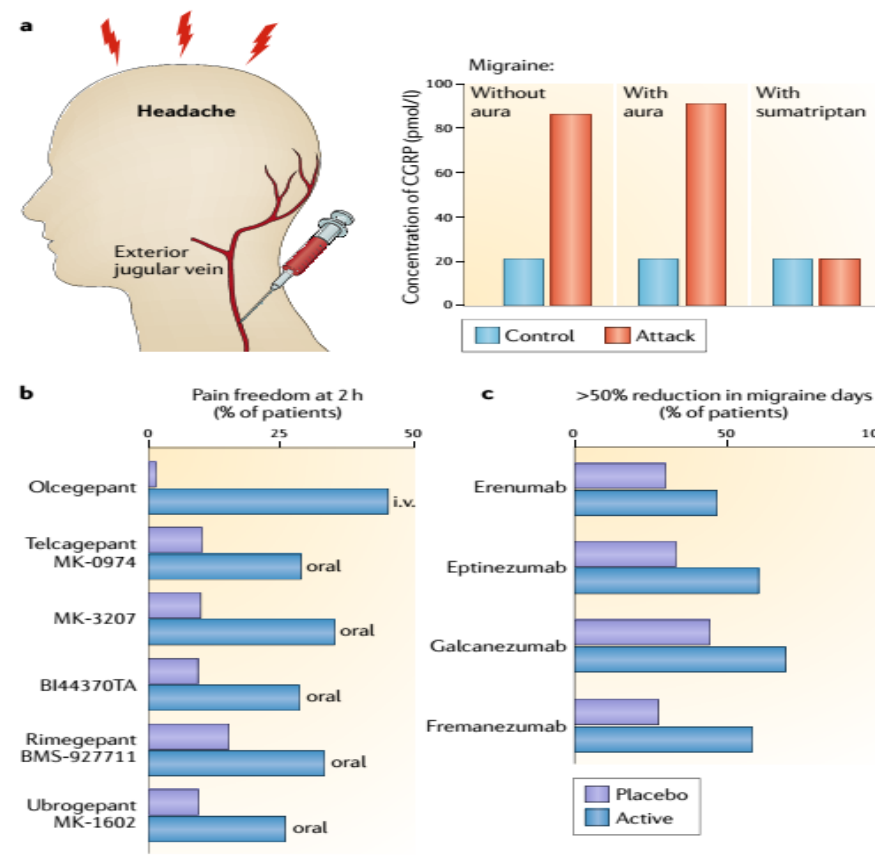 a
Headache
Exterior
jugular vein
Migraine:
Without
aura
With
aura
With
sumatriptan
Concentration of CGRP (pmol/l)
100
80
60
40
20
0
Control
Attack
b
Pain freedom at 2 h
(% of patients)
0
25
50
Olcegepant
i.v.
Telcagepant
MK-0974
oral
MK-3207
oral
BI44370TA
oral
Rimegepant
BMS-927711
oral
Ubrogepant
MK-1602
oral
c
>50% reduction in migraine days
(% of patients)
0
50
Erenumab
Eptinezumab
Galcanezumab
Fremanezumab
Placebo
Active